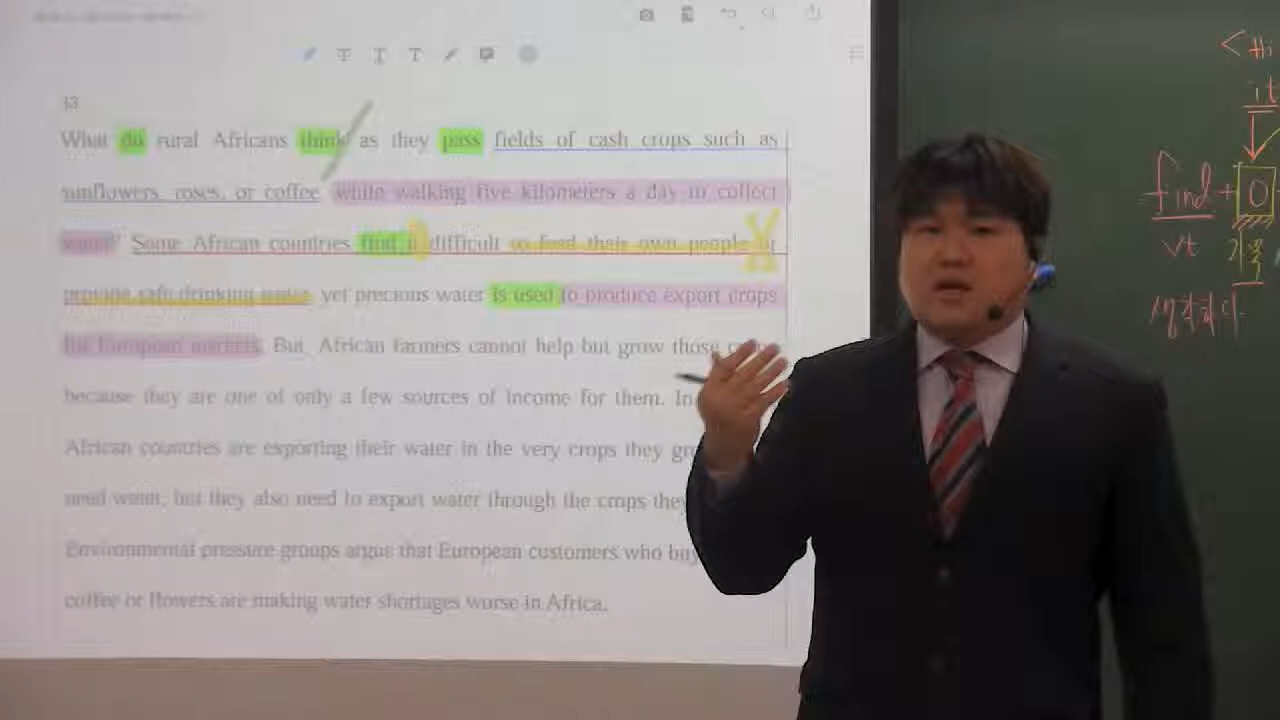 13
What do rural Africans think as they pass fields of cash crops such as
sunflowers, roses, or coffee while walking five kilometers a day to collect
water? Some African countries find it difficult to feed their own people or
provide safe drinking water, yet precious water is used to produce export crops
for European markets. But, African farmers cannot help but grow those
because they are one of only a few sources of income for them. In
African countries are exporting their water in the very crops they
need water, but they also need to export water through the crops they
Environmental pressure groups argue that European customers who buy
coffee or flowers are making water shortages worse in Africa.
it
find + O
vt
생각하다